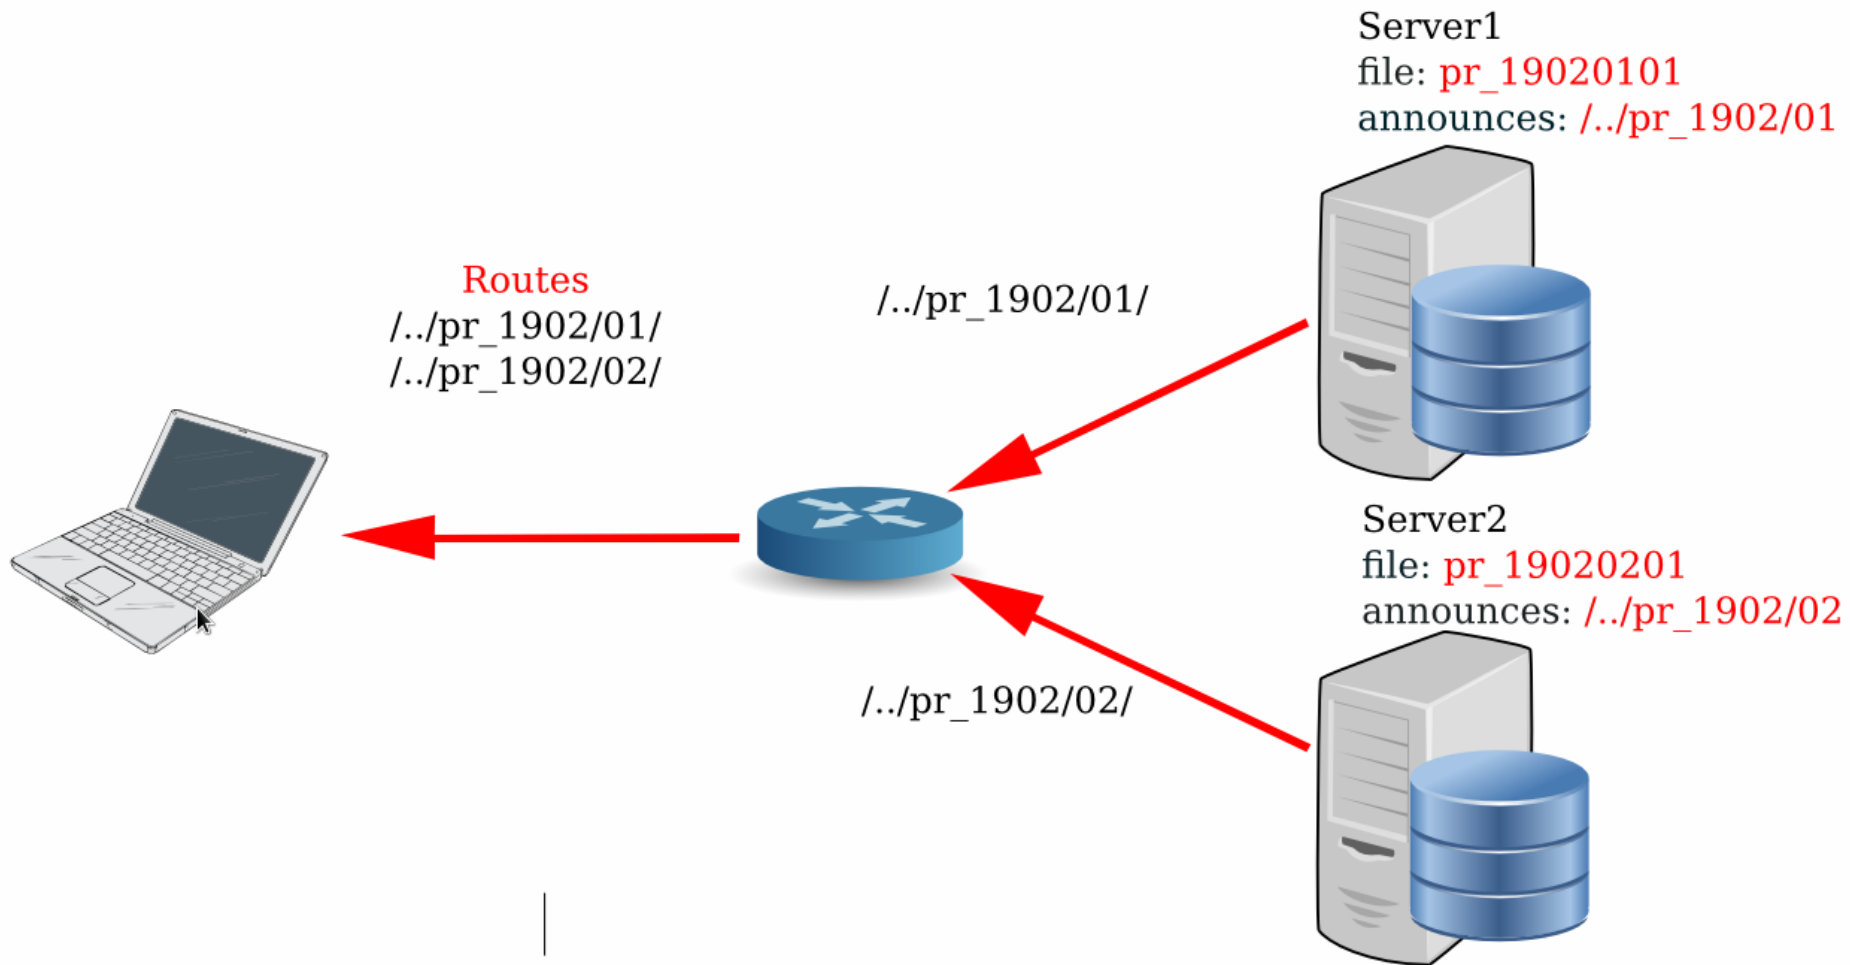 Server1
file: pr_19020101
announces: /../pr_1902/01
Routes
/../pr_1902/01/
/../pr_1902/02/
/../pr_1902/01/
Server2
file: pr_19020201
announces: /../pr_1902/02
/../pr_1902/02/